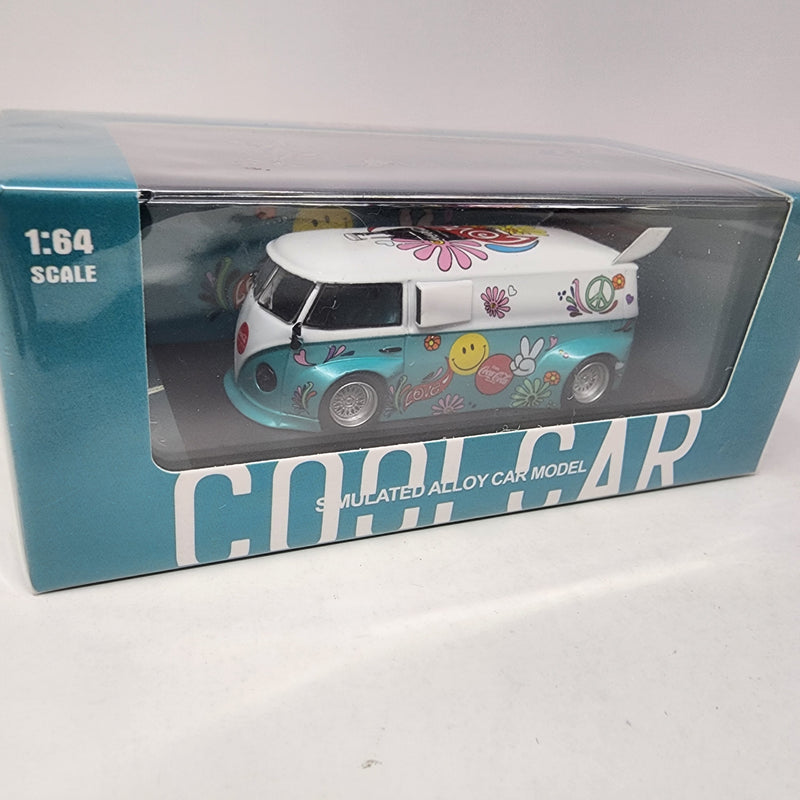 1:64
SCALE
LOVE
Coca-Cola
COOL CAR
SIMULATED ALLOY CAR MODEL